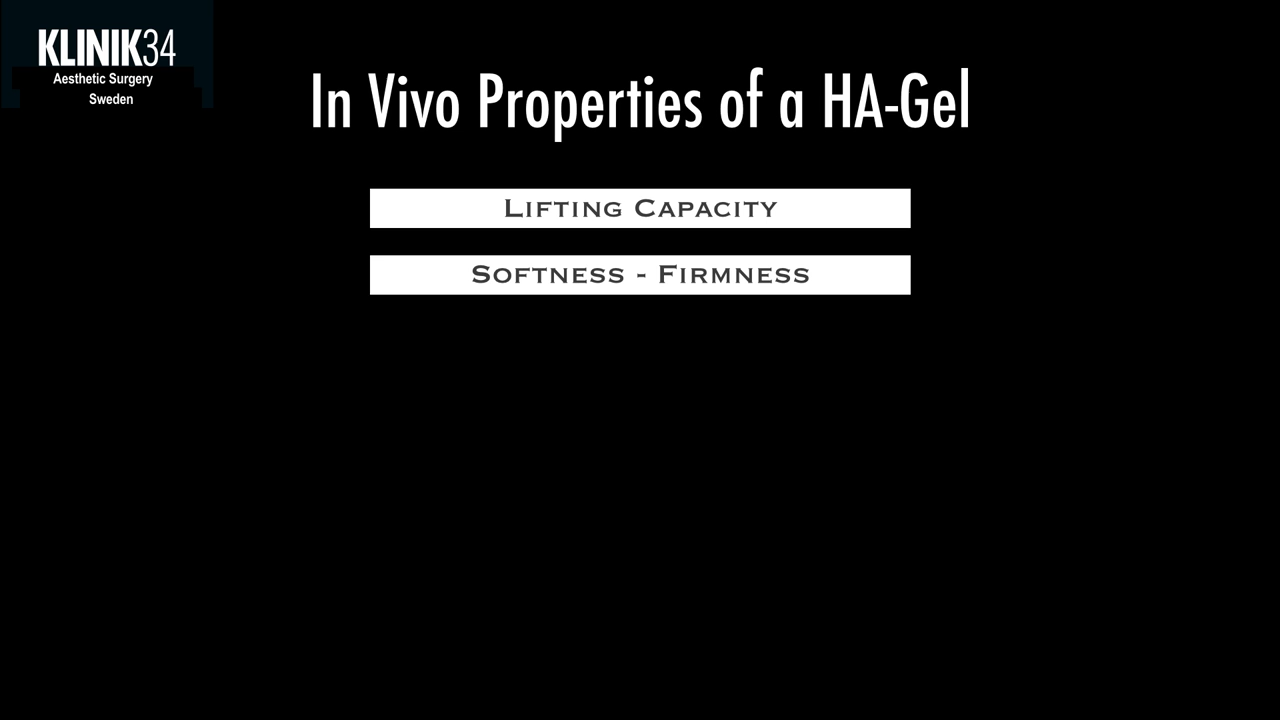 KLINIK34
Aesthetic Surgery
Sweden
In Vivo Properties of a HA-Gel
LIFTING CAPACITY
SOFTNESS - FIRMNESS